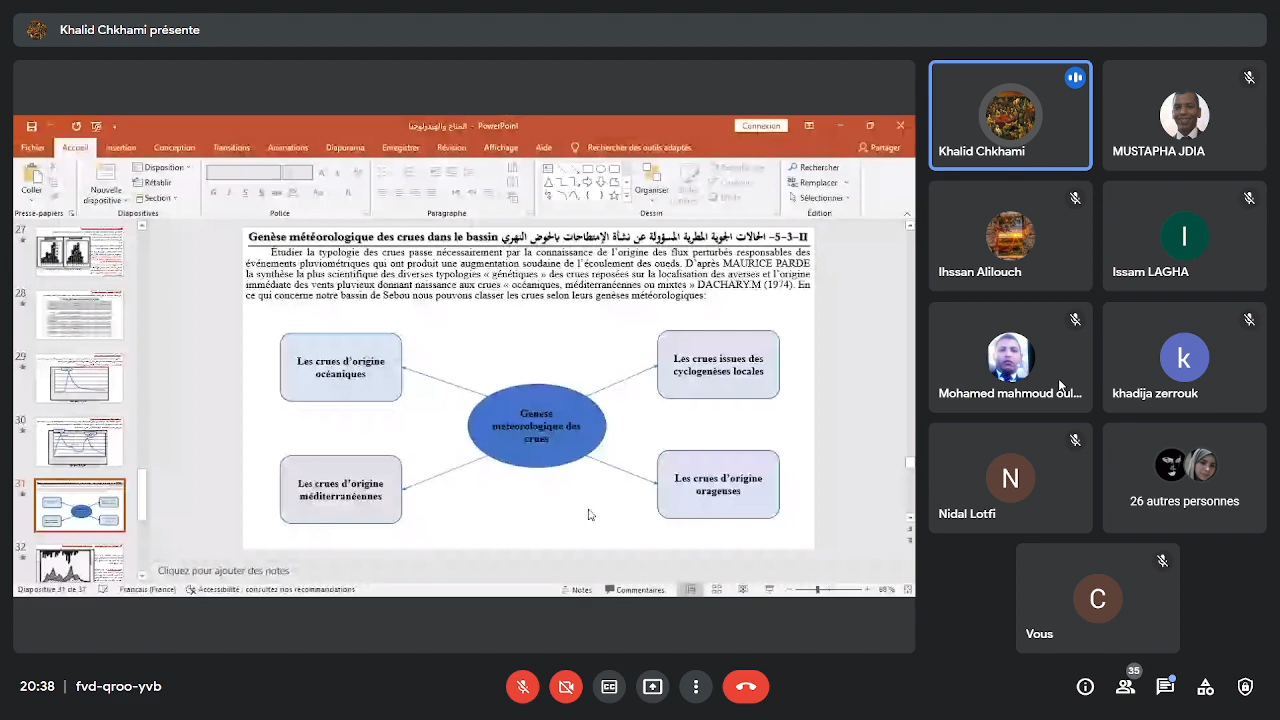 Khalid Chkhami présente
المناخ والهيدرولوجيا - PowerPoint
Connexion
Fichier Accueil Insertion Conception Transitions Animations Diaporama Enregistrer Révision Affichage Aide Rechercher des outils adaptés Partager
Coller
Nouvelle
diapositive
Disposition
Rétablir
Section
Organiser
Rechercher
Remplacer
Sélectionner
Presse-papiers Diapositives Police Paragraphe Dessin Édition
27
28
29
30
31
32
Genèse météorologique des crues dans le bassin الحالات الجوية المطرية المسؤولة عن نشأة الإمتطاحات بالحوض النهري -5-3-II
Étudier la typologie des crues passe nécessairement par la connaissance de l'origine des flux perturbés responsables des
événements pluviométriques qui ont produit une augmentation soudaine de l'écoulement des oueds. D'après MAURICE PARDE
la synthèse la plus scientifique des diverses typologies « génétiques » des crues reposées sur la localisation des averses et l'origine
immédiate des vents pluvieux donnant naissance aux crues « océaniques, méditerranéennes ou mixtes » DACHARY.M (1974). En
ce qui concerne notre bassin de Sebou nous pouvons classer les crues selon leurs genèses météorologiques:
Les crues d'origine
océaniques
Les crues issues des
cyclogenèses locales
Genèse
météorologique des
crues
Les crues d'origine
méditerranéennes
Les crues d'origine
orageuses
Cliquez pour ajouter des notes
Diapositive 31 de 37 Français (France) Accessibilité : consultez nos recommandations Notes Commentaires 68 %
Khalid Chkhami
MUSTAPHA JDIA
Ihssan Alilouch
I
Issam LAGHA
Mohamed mahmoud oul...
k
khadija zerrouk
N
Nidal Lotfi
26 autres personnes
C
Vous
20:38 | fvd-qroo-yvb
35